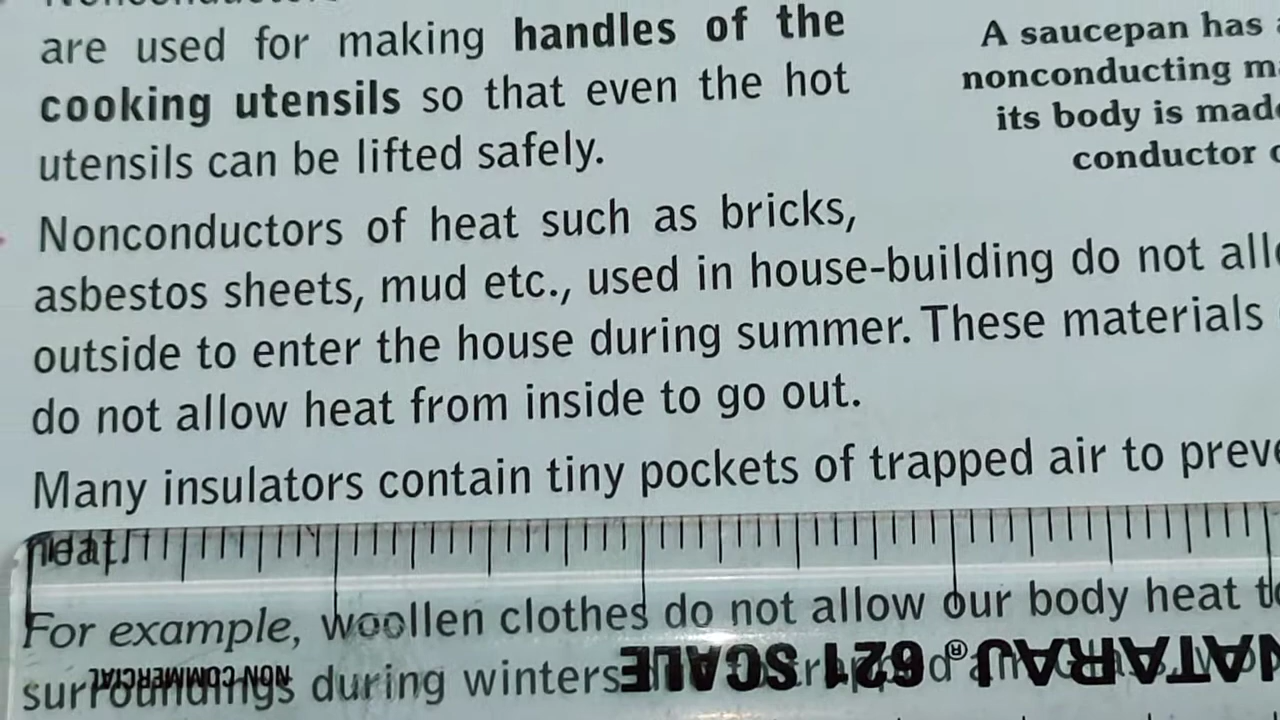 are used for making handles of the
cooking utensils so that even the hot
utensils can be lifted safely.
A saucepan has
nonconducting
its body is
conductor
Nonconductors of heat such as bricks,
asbestos sheets, mud etc., used in house-building do not
outside to enter the house during summer. These materials
do not allow heat from inside to go out.
Many insulators contain tiny pockets of trapped air to
heat.
For example, woollen clothes do not allow our body heat
surroundings during winters
NON-COMMERCIAL
NATARAJ® 621 SCALE